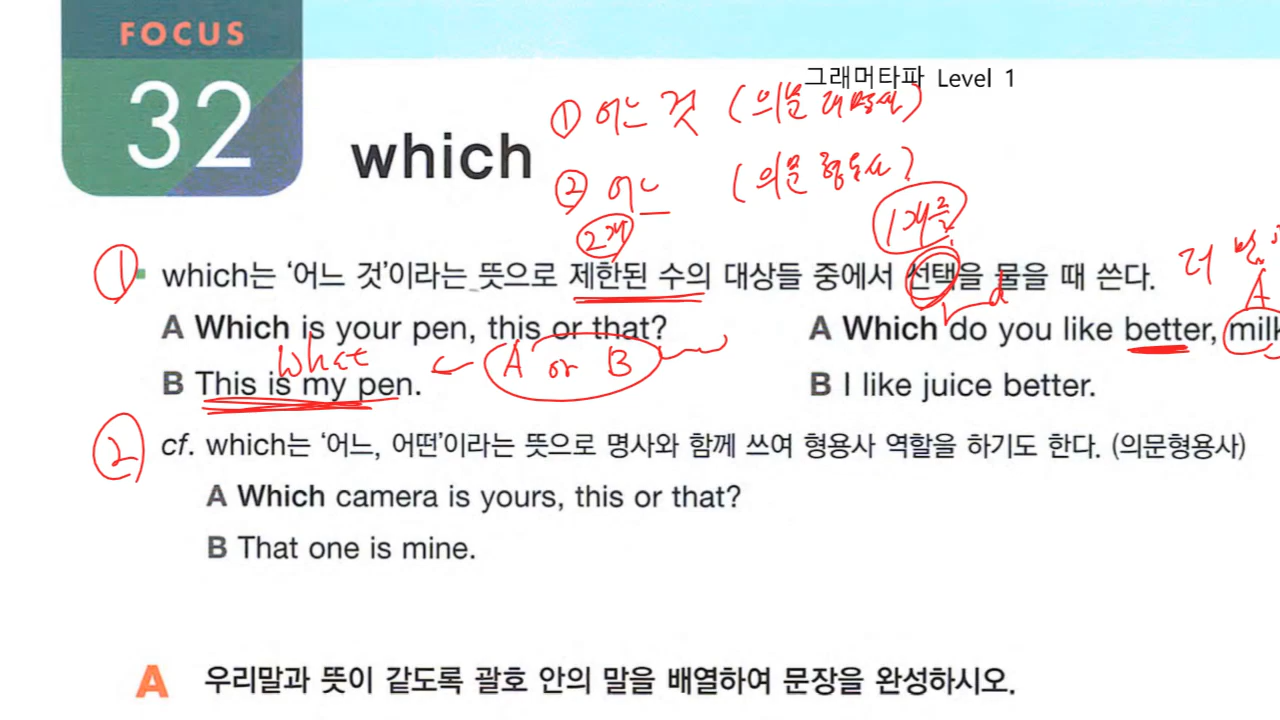 FOCUS
32
그래머타파 Level 1
which
① 어느 것 (의문 대명사)
② 어느 (의문 형용사)
2개
1개를
① which는 '어느 것'이라는 뜻으로 제한된 수의 대상들 중에서 선택을 물을 때 쓴다.
더
A
A Which is your pen, this or that?
A Which do you like better, milk
what
A or B
B This is my pen.
B I like juice better.
② cf. which는 '어느, 어떤'이라는 뜻으로 명사와 함께 쓰여 형용사 역할을 하기도 한다. (의문형용사)
A Which camera is yours, this or that?
B That one is mine.
A 우리말과 뜻이 같도록 괄호 안의 말을 배열하여 문장을 완성하시오.